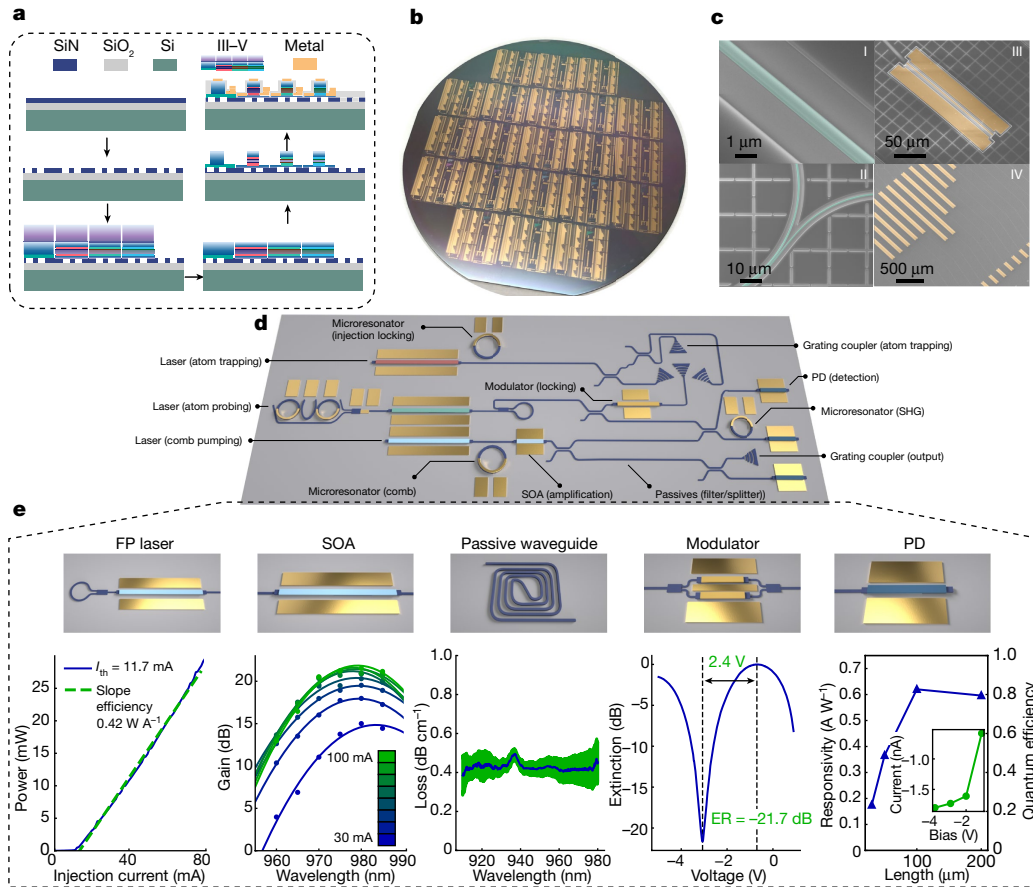 a
SiN SiO2 Si III–V Metal
b
c
I
1 μm
III
50 μm
II
10 μm
IV
500 μm
d
Microresonator
(injection locking)
Laser (atom trapping)
Grating coupler (atom trapping)
Modulator (locking)
PD (detection)
Laser (atom probing)
Microresonator (SHG)
Laser (comb pumping)
Grating coupler (output)
Microresonator (comb)
SOA (amplification)
Passives (filter/splitter))
e
FP laser
SOA
Passive waveguide
Modulator
PD
Ith = 11.7 mA
Slope
efficiency
0.42 W A−1
Power (mW)
0 5 10 15 20 25
0 40 80
Injection current (mA)
Gain (dB)
0 5 10 15 20
100 mA
30 mA
960 970 980 990
Wavelength (nm)
Loss (dB cm−1)
0 0.2 0.4 0.6 0.8 1.0
920 940 960 980
Wavelength (nm)
Extinction (dB)
0 −5 −10 −15 −20
2.4 V
ER = −21.7 dB
−4 −2 0
Voltage (V)
Responsivity (A W−1)
0 0.1 0.2 0.3 0.4 0.5 0.6 0.7
Current (nA)
−1.0
−1.5
−4 −2
Bias (V)
100 200
Length (μm)
0 0.2 0.4 0.6 0.8 1.0
Quantum efficiency